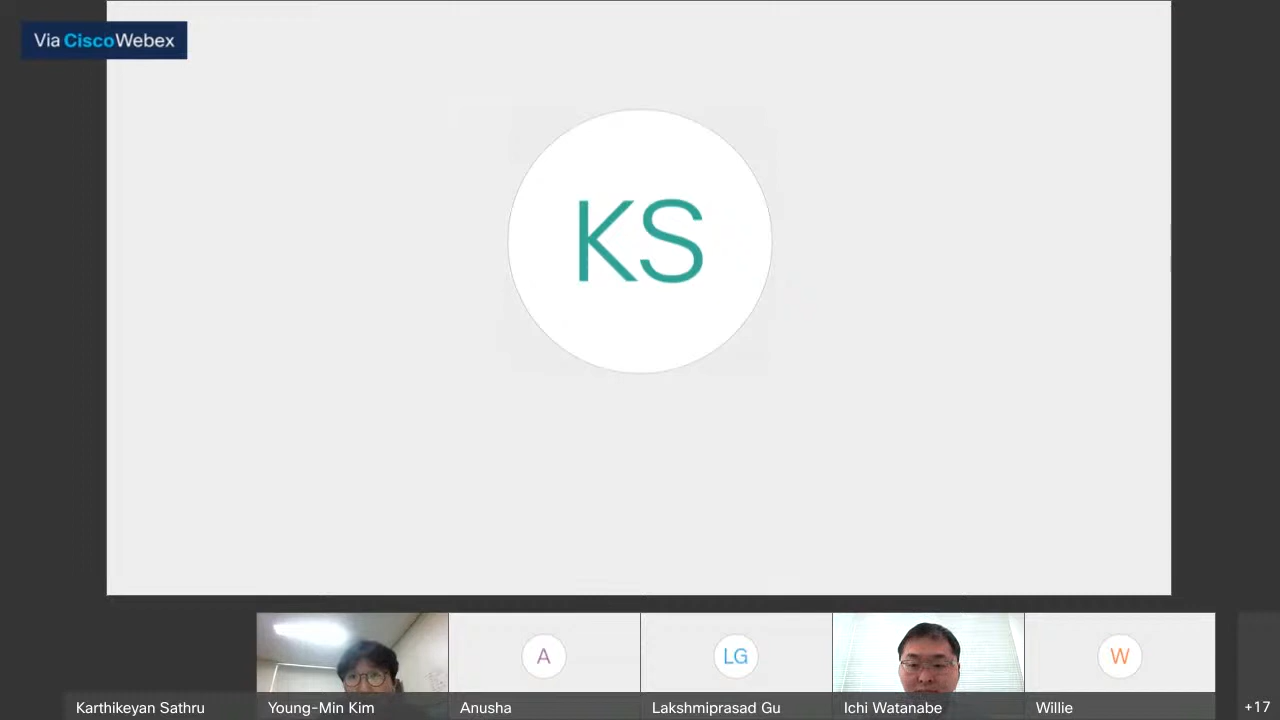 Via CiscoWebex
KS
A
LG
W
Karthikeyan Sathru
Young-Min Kim
Anusha
Lakshmiprasad Gu
Ichi Watanabe
Willie
+17